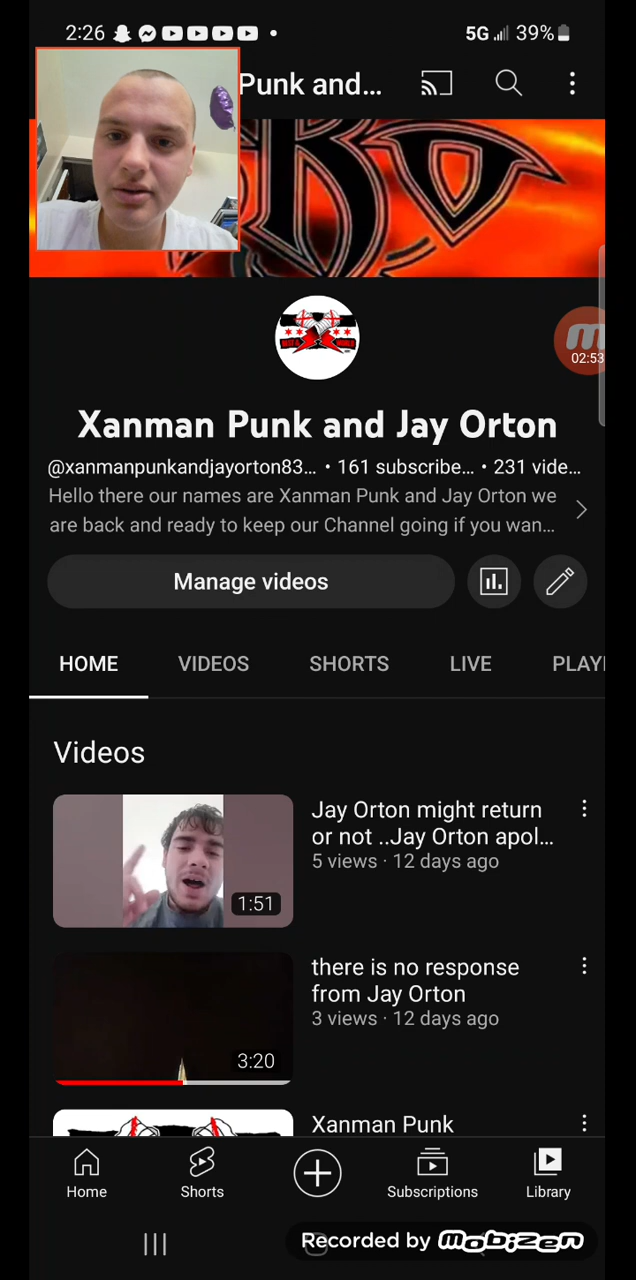 2:26
5G 39%
Punk and...
02:53
Xanman Punk and Jay Orton
@xanmanpunkandjayorton83... • 161 subscribe... • 231 vide...
Hello there our names are Xanman Punk and Jay Orton we
are back and ready to keep our Channel going if you wan...
Manage videos
HOME VIDEOS SHORTS LIVE PLAYI
Videos
Jay Orton might return
or not ..Jay Orton apol...
5 views · 12 days ago
1:51
there is no response
from Jay Orton
3 views · 12 days ago
3:20
Xanman Punk
Home Shorts Subscriptions Library
Recorded by mobizen